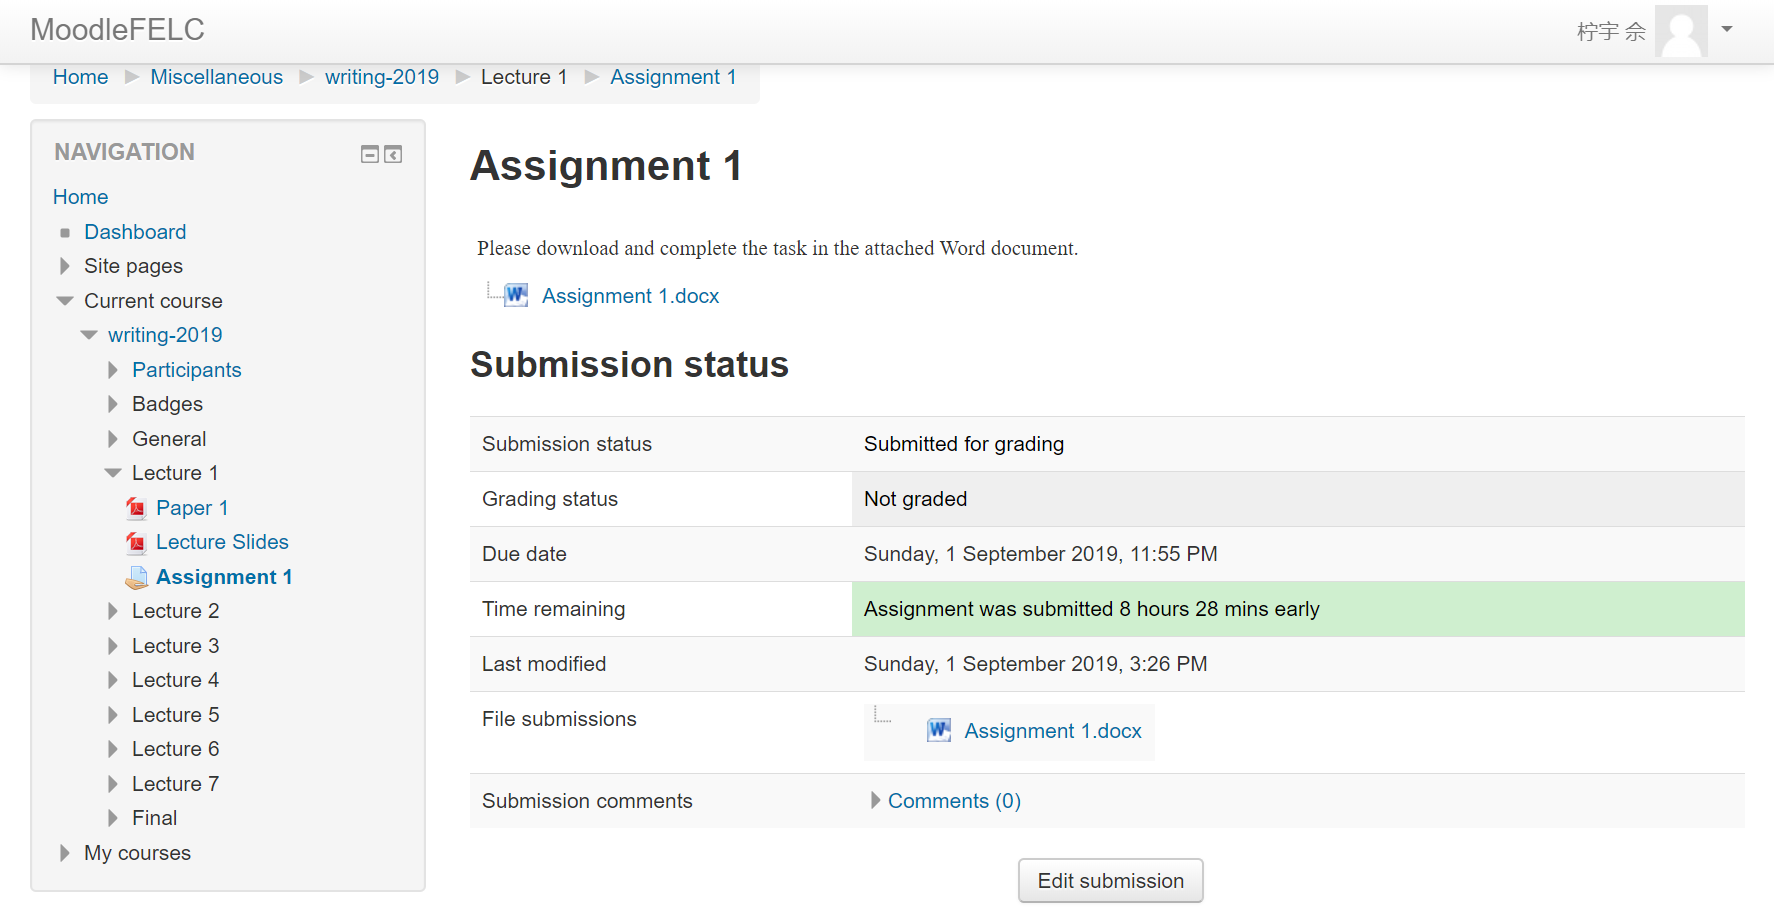 MoodleFELC
柠宇 佘
Home Miscellaneous writing-2019 Lecture 1 Assignment 1
NAVIGATION
Home
Dashboard
Site pages
Current course
writing-2019
Participants
Badges
General
Lecture 1
Paper 1
Lecture Slides
Assignment 1
Lecture 2
Lecture 3
Lecture 4
Lecture 5
Lecture 6
Lecture 7
Final
My courses
Assignment 1
Please download and complete the task in the attached Word document.
Assignment 1.docx
Submission status
Submission status Submitted for grading
Grading status Not graded
Due date Sunday, 1 September 2019, 11:55 PM
Time remaining Assignment was submitted 8 hours 28 mins early
Last modified Sunday, 1 September 2019, 3:26 PM
File submissions Assignment 1.docx
Submission comments Comments (0)
Edit submission